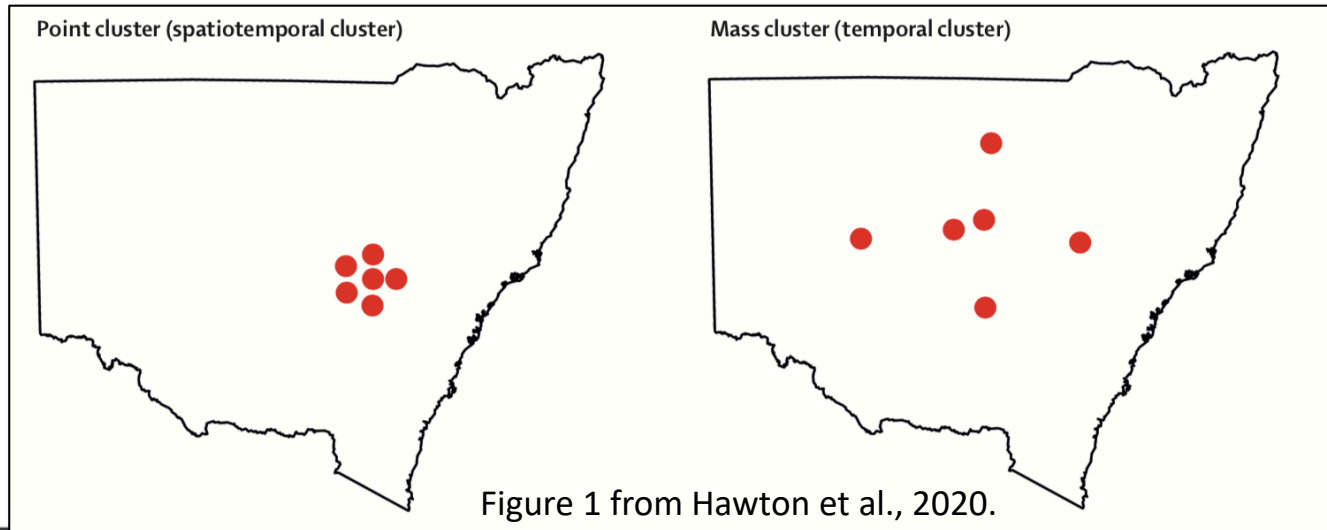 Point cluster (spatiotemporal cluster)
Mass cluster (temporal cluster)
Figure 1 from Hawton et al., 2020.